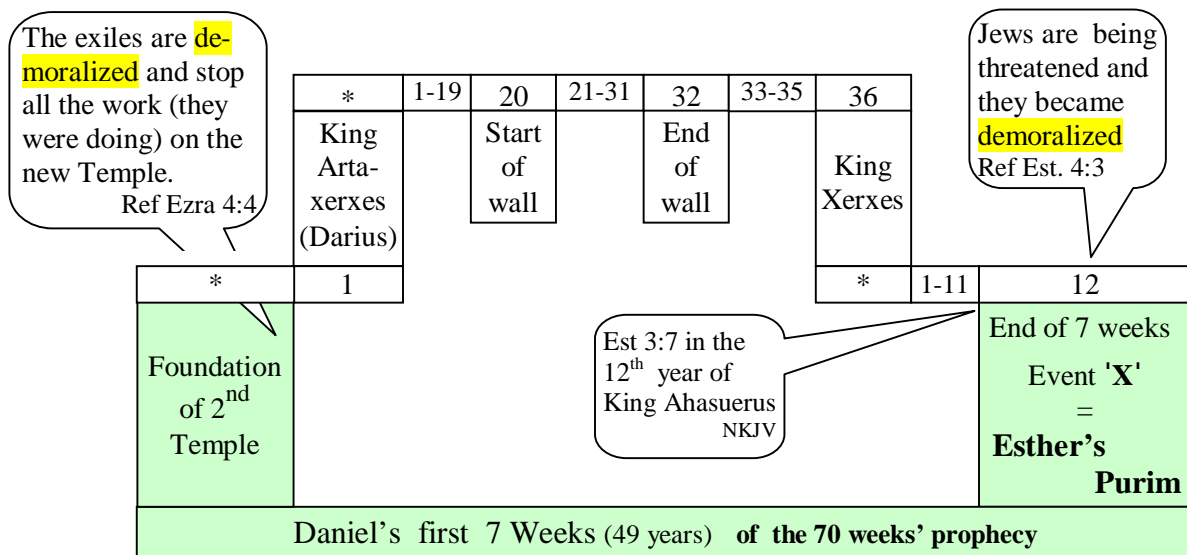 The exiles are de-
moralized and stop
all the work (they
were doing) on the
new Temple.
Ref Ezra 4:4
Jews are being
threatened and
they became
demoralized
Ref Est. 4:3
* 1-19 20 21-31 32 33-35 36
King
Arta-
xerxes
(Darius)
Start
of
wall
End
of
wall
King
Xerxes
* 1 * 1-11 12
Foundation
of 2nd
Temple
Est 3:7 in the
12th year of
King Ahasuerus
NKJV
End of 7 weeks
Event 'X'
=
Esther's
Purim
Daniel's first 7 Weeks (49 years) of the 70 weeks' prophecy